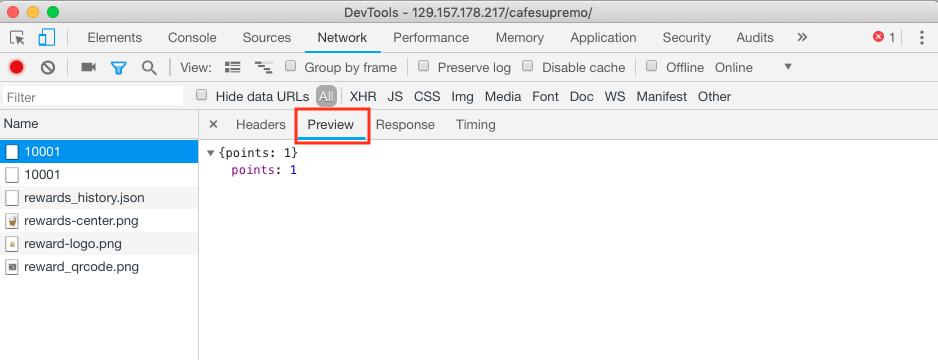 DevTools - 129.157.178.217/cafesupremo/
Elements Console Sources Network Performance Memory Application Security Audits » 1
View: Group by frame Preserve log Disable cache Offline Online
Filter Hide data URLs All XHR JS CSS Img Media Font Doc WS Manifest Other
Name × Headers Preview Response Timing
10001
10001
rewards_history.json
rewards-center.png
reward-logo.png
reward_qrcode.png
{points: 1}
points: 1